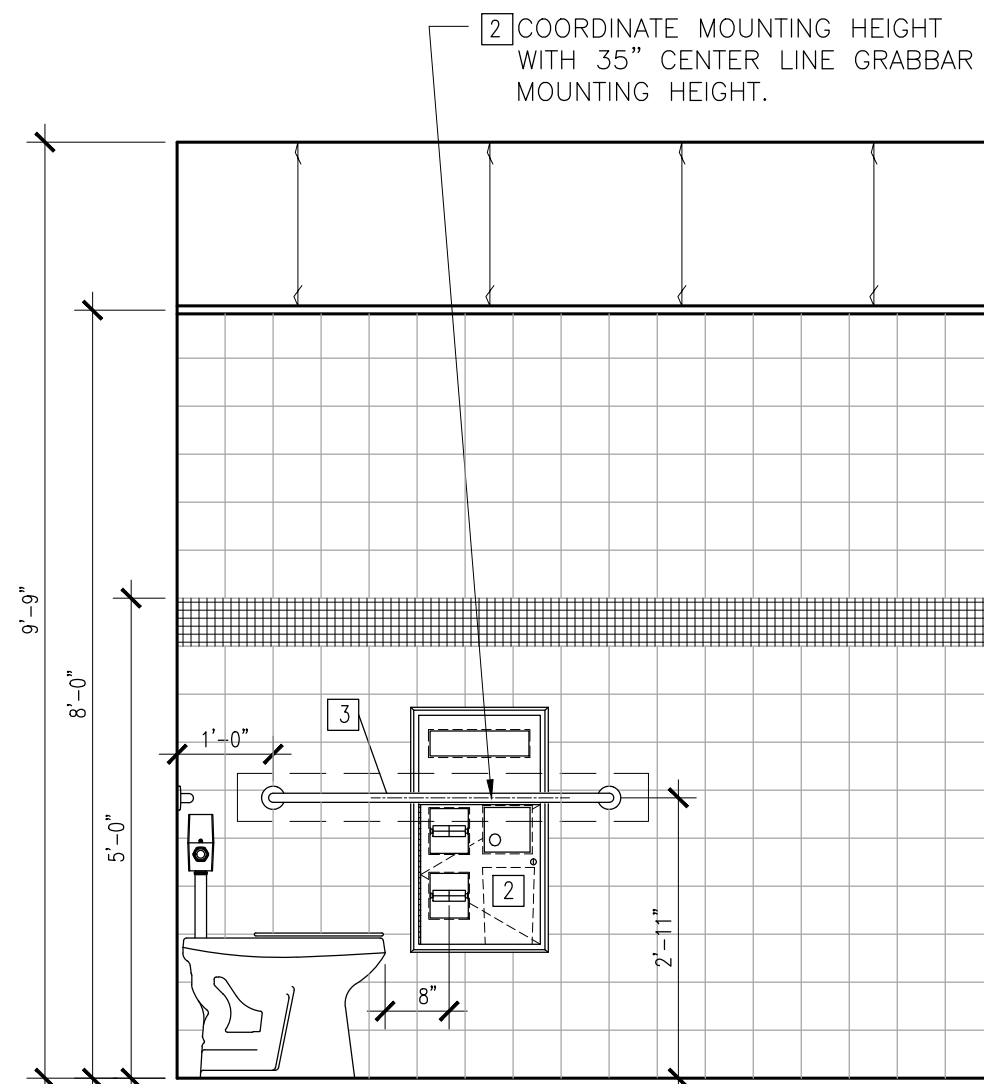 2 COORDINATE MOUNTING HEIGHT
WITH 35” CENTER LINE GRABBAR
MOUNTING HEIGHT.
9’-9”
8’-0”
5’-0”
1’-0”
3
2
2’-11”
8”